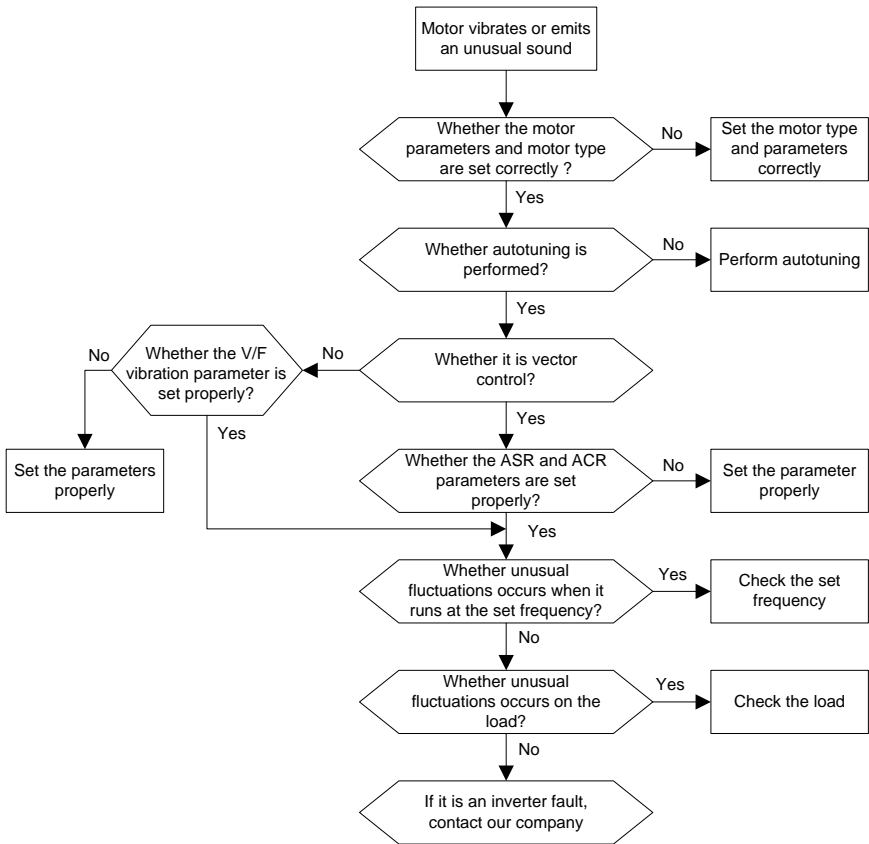 Motor vibrates or emits
an unusual sound
Whether the motor
parameters and motor type
are set correctly ?
No
Set the motor type
and parameters
correctly
Yes
Whether autotuning is
performed?
No
Perform autotuning
Yes
No
Whether the V/F
vibration parameter is
set properly?
No
Whether it is vector
control?
Yes
Yes
Set the parameters
properly
Whether the ASR and ACR
parameters are set
properly?
No
Set the parameter
properly
Yes
Whether unusual
fluctuations occurs when it
runs at the set frequency?
Yes
Check the set
frequency
No
Whether unusual
fluctuations occurs on the
load?
Yes
Check the load
No
If it is an inverter fault,
contact our company